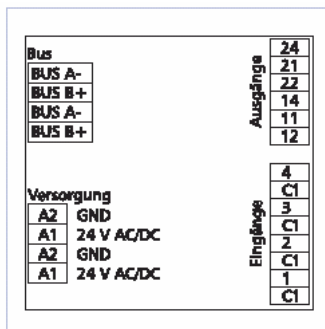 Bus
BUS A-
BUS B+
BUS A-
BUS B+
Versorgung
A2 GND
A1 24 V AC/DC
A2 GND
A1 24 V AC/DC
Ausgänge
24
21
22
14
11
12
Eingänge
4
C1
3
C1
2
C1
1
C1